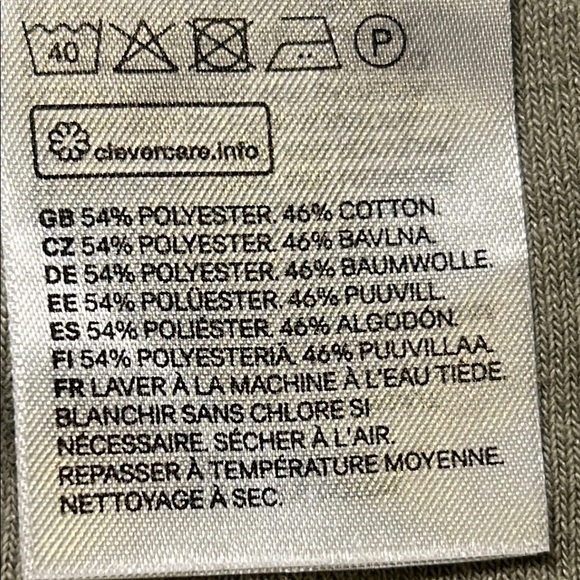 40 P
clevercare.info
GB 54% POLYESTER. 46% COTTON.
CZ 54% POLYESTER. 46% BAVLNA.
DE 54% POLYESTER. 46% BAUMWOLLE.
EE 54% POLÜESTER. 46% PUUVILL.
ES 54% POLIÉSTER. 46% ALGODÓN.
FI 54% POLYESTERIÄ. 46% PUUVILLAA.
FR LAVER À LA MACHINE À L'EAU TIÈDE.
BLANCHIR SANS CHLORE SI
NÉCESSAIRE. SÉCHER À L'AIR.
REPASSER À TEMPÉRATURE MOYENNE.
NETTOYAGE À SEC.